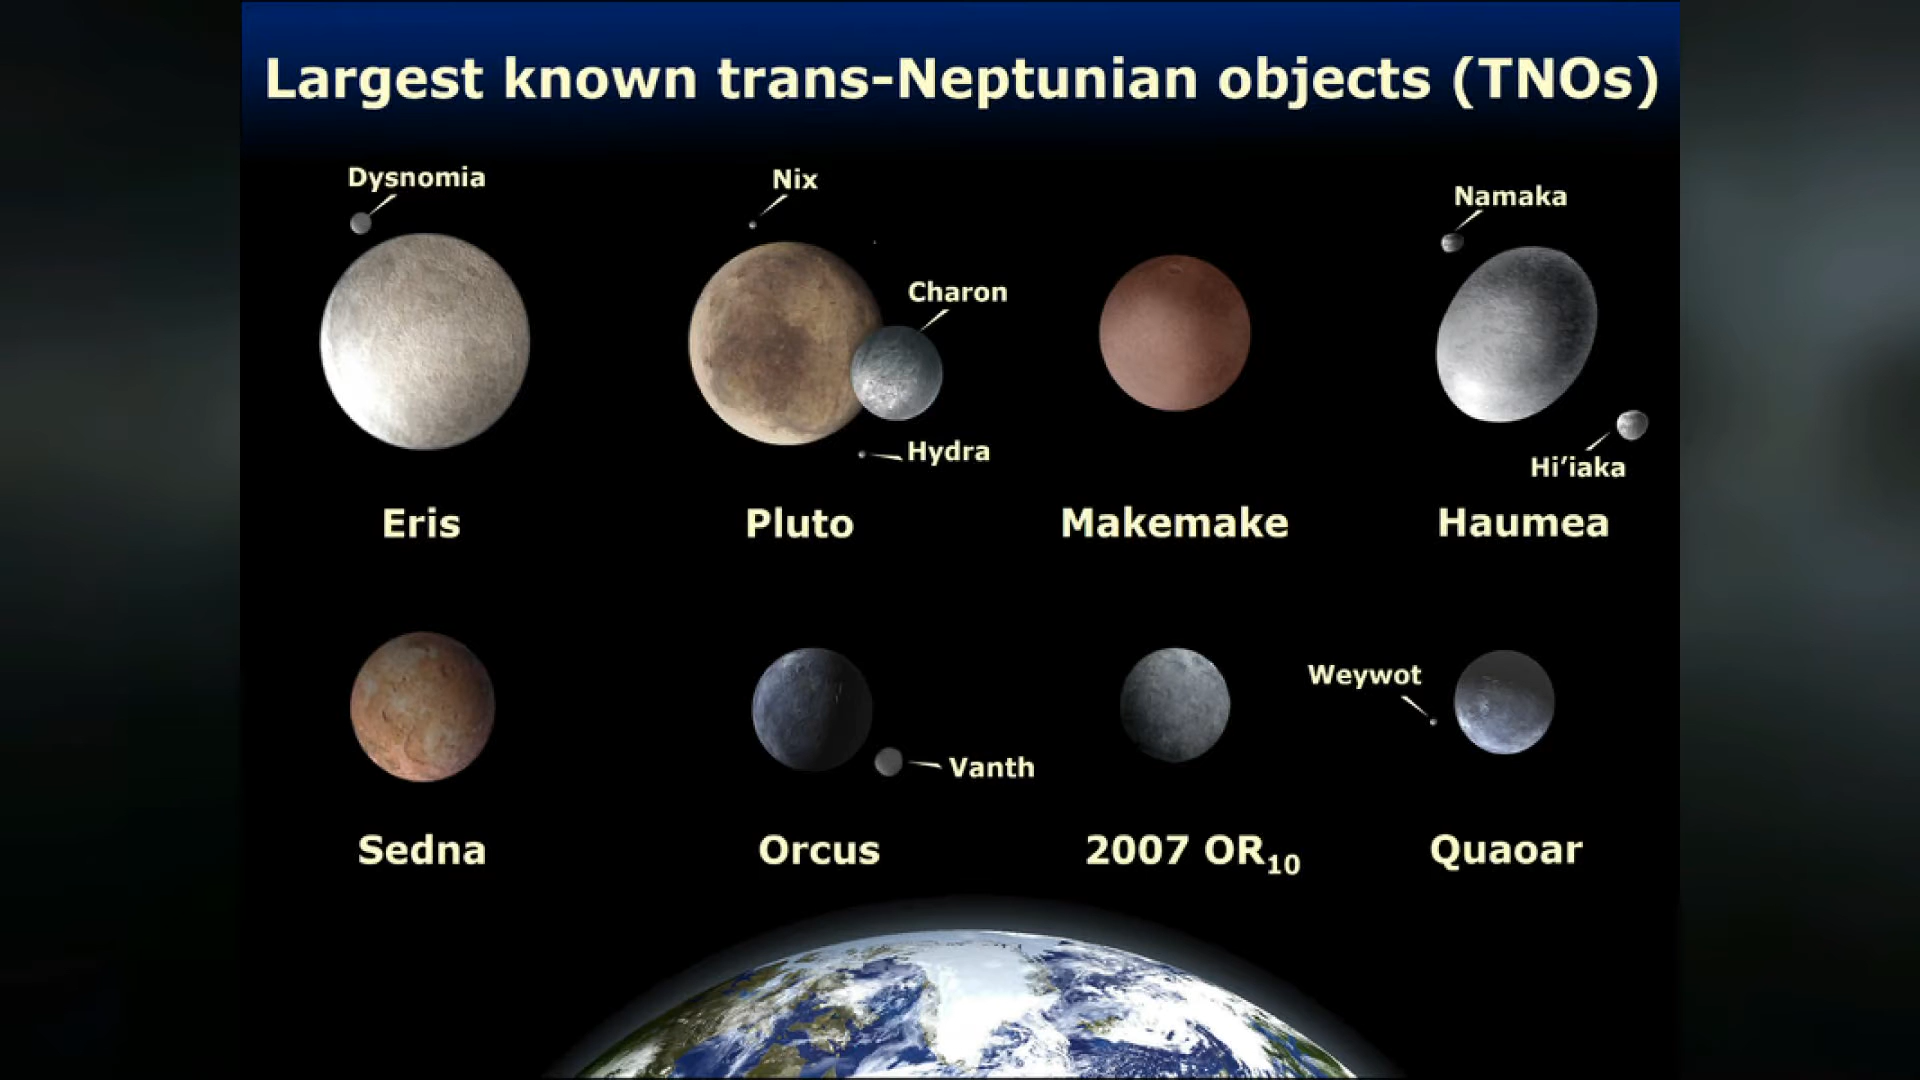 Largest known trans-Neptunian objects (TNOs)
Dysnomia
Nix
Namaka
Charon
Hydra
Hi’iaka
Eris
Pluto
Makemake
Haumea
Weywot
Vanth
Sedna
Orcus
2007 OR₁₀
Quaoar